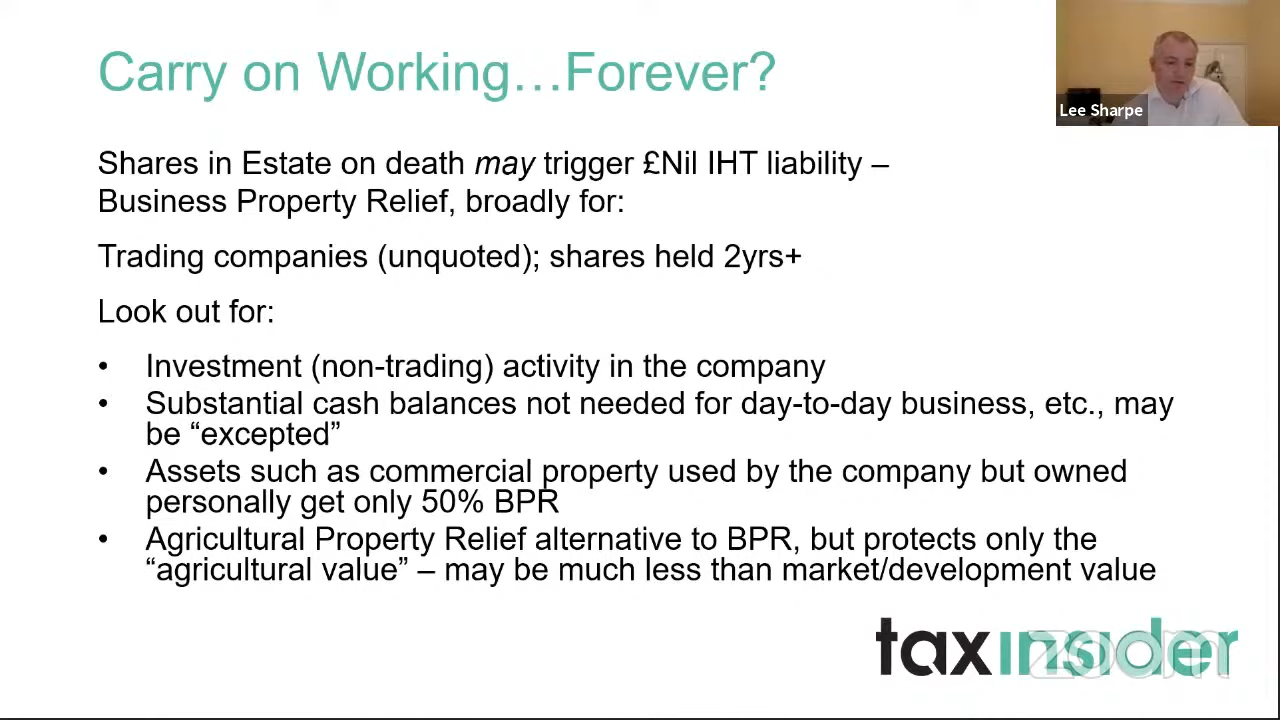 Carry on Working…Forever?
Lee Sharpe
Shares in Estate on death may trigger £Nil IHT liability –
Business Property Relief, broadly for:
Trading companies (unquoted); shares held 2yrs+
Look out for:
• Investment (non-trading) activity in the company
• Substantial cash balances not needed for day-to-day business, etc., may
be “excepted”
• Assets such as commercial property used by the company but owned
personally get only 50% BPR
• Agricultural Property Relief alternative to BPR, but protects only the
“agricultural value” – may be much less than market/development value
taxinsider
zoom